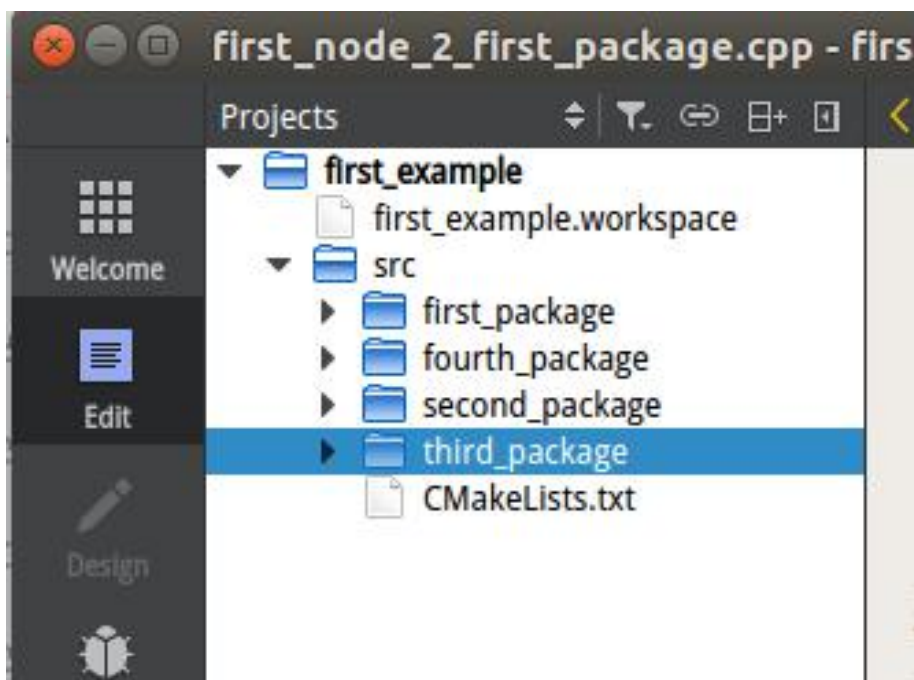 first_node_2_first_package.cpp - firs
Projects
first_example
first_example.workspace
Welcome
src
first_package
fourth_package
Edit
second_package
third_package
CMakeLists.txt
Design